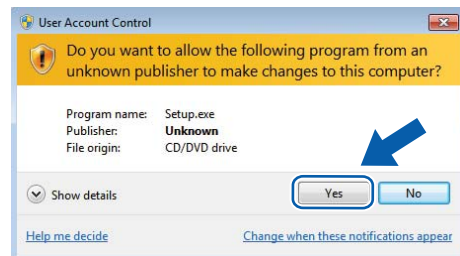 User Account Control
Do you want to allow the following program from an
unknown publisher to make changes to this computer?
Program name: Setup.exe
Publisher: Unknown
File origin: CD/DVD drive
Show details
Yes No
Help me decide Change when these notifications appear